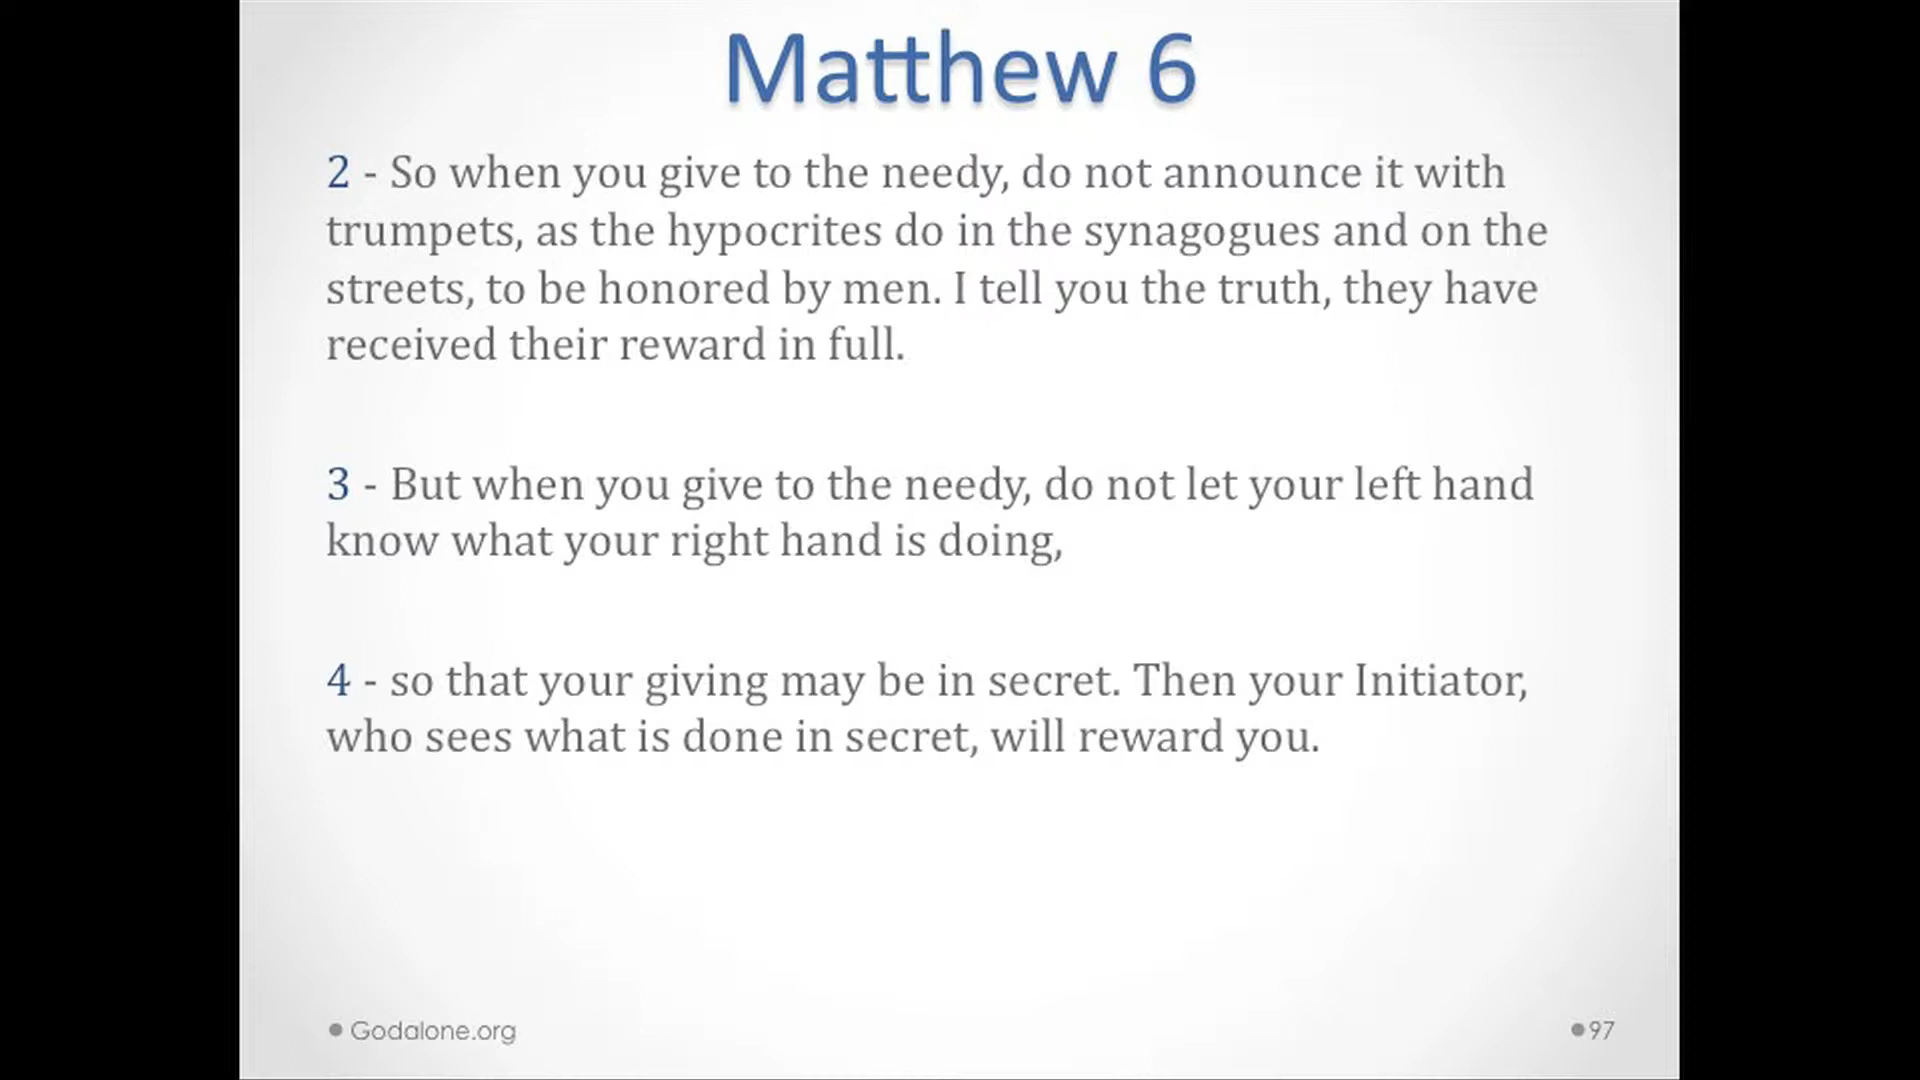 Matthew 6
2 - So when you give to the needy, do not announce it with
trumpets, as the hypocrites do in the synagogues and on the
streets, to be honored by men. I tell you the truth, they have
received their reward in full.
3 - But when you give to the needy, do not let your left hand
know what your right hand is doing,
4 - so that your giving may be in secret. Then your Initiator,
who sees what is done in secret, will reward you.
● Godalone.org
●97